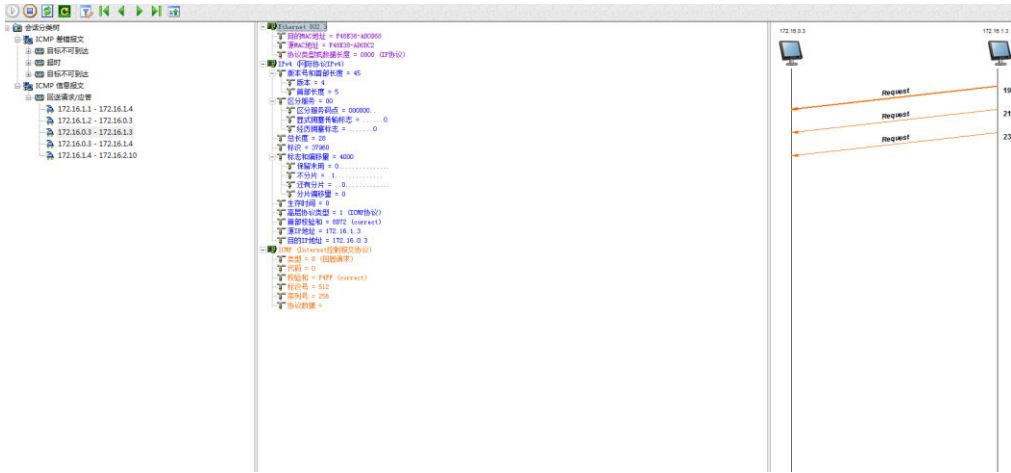 会话分类树
ICMP 差错报文
目标不可到达
超时
目标不可到达
ICMP 信息报文
回送请求/应答
172.16.1.1 - 172.16.1.4
172.16.1.2 - 172.16.0.3
172.16.0.3 - 172.16.1.3
172.16.0.3 - 172.16.1.4
172.16.1.4 - 172.16.2.10
Ethernet 802.3
目的MAC地址 =
源MAC地址 =
协议类型或数据长度 = 0800 (IP协议)
IPv4 (网际协议IPv4)
版本号和首部长度 = 45
版本 = 4
首部长度 = 5
区分服务 = 00
区分服务码点 = 000000..
显式拥塞传输标志 = ......0.
经历拥塞标志 = .......0
总长度 = 28
标识 = 37960
标志和偏移量 = 4000
保留未用 = 0...............
不分片 = .1..............
还有分片 = ..0.............
分片偏移量 = 0
生存时间 = 0
高层协议类型 = 1 (ICMP协议)
首部校验和 = 8D72 (correct)
源IP地址 = 172.16.1.3
目的IP地址 = 172.16.0.3
ICMP (Internet控制报文协议)
类型 = 8 (回显请求)
代码 = 0
校验和 = F4FF (correct)
标识号 = 512
序列号 = 256
协议数据 =
172.16.0.3
172.16.1.3
Request
19
Request
21
Request
23